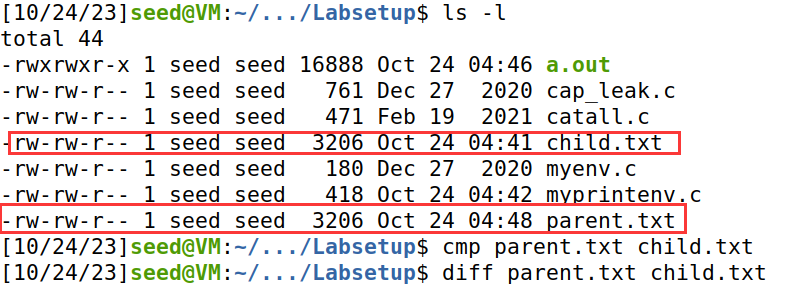 [10/24/23]seed@VM:~/.../Labsetup$ ls -l
total 44
-rwxrwxr-x 1 seed seed 16888 Oct 24 04:46 a.out
-rw-rw-r-- 1 seed seed   761 Dec 27  2020 cap_leak.c
-rw-rw-r-- 1 seed seed   471 Feb 19  2021 catall.c
-rw-rw-r-- 1 seed seed  3206 Oct 24 04:41 child.txt
-rw-rw-r-- 1 seed seed   180 Dec 27  2020 myenv.c
-rw-rw-r-- 1 seed seed   418 Oct 24 04:42 myprintenv.c
-rw-rw-r-- 1 seed seed  3206 Oct 24 04:48 parent.txt
[10/24/23]seed@VM:~/.../Labsetup$ cmp parent.txt child.txt
[10/24/23]seed@VM:~/.../Labsetup$ diff parent.txt child.txt